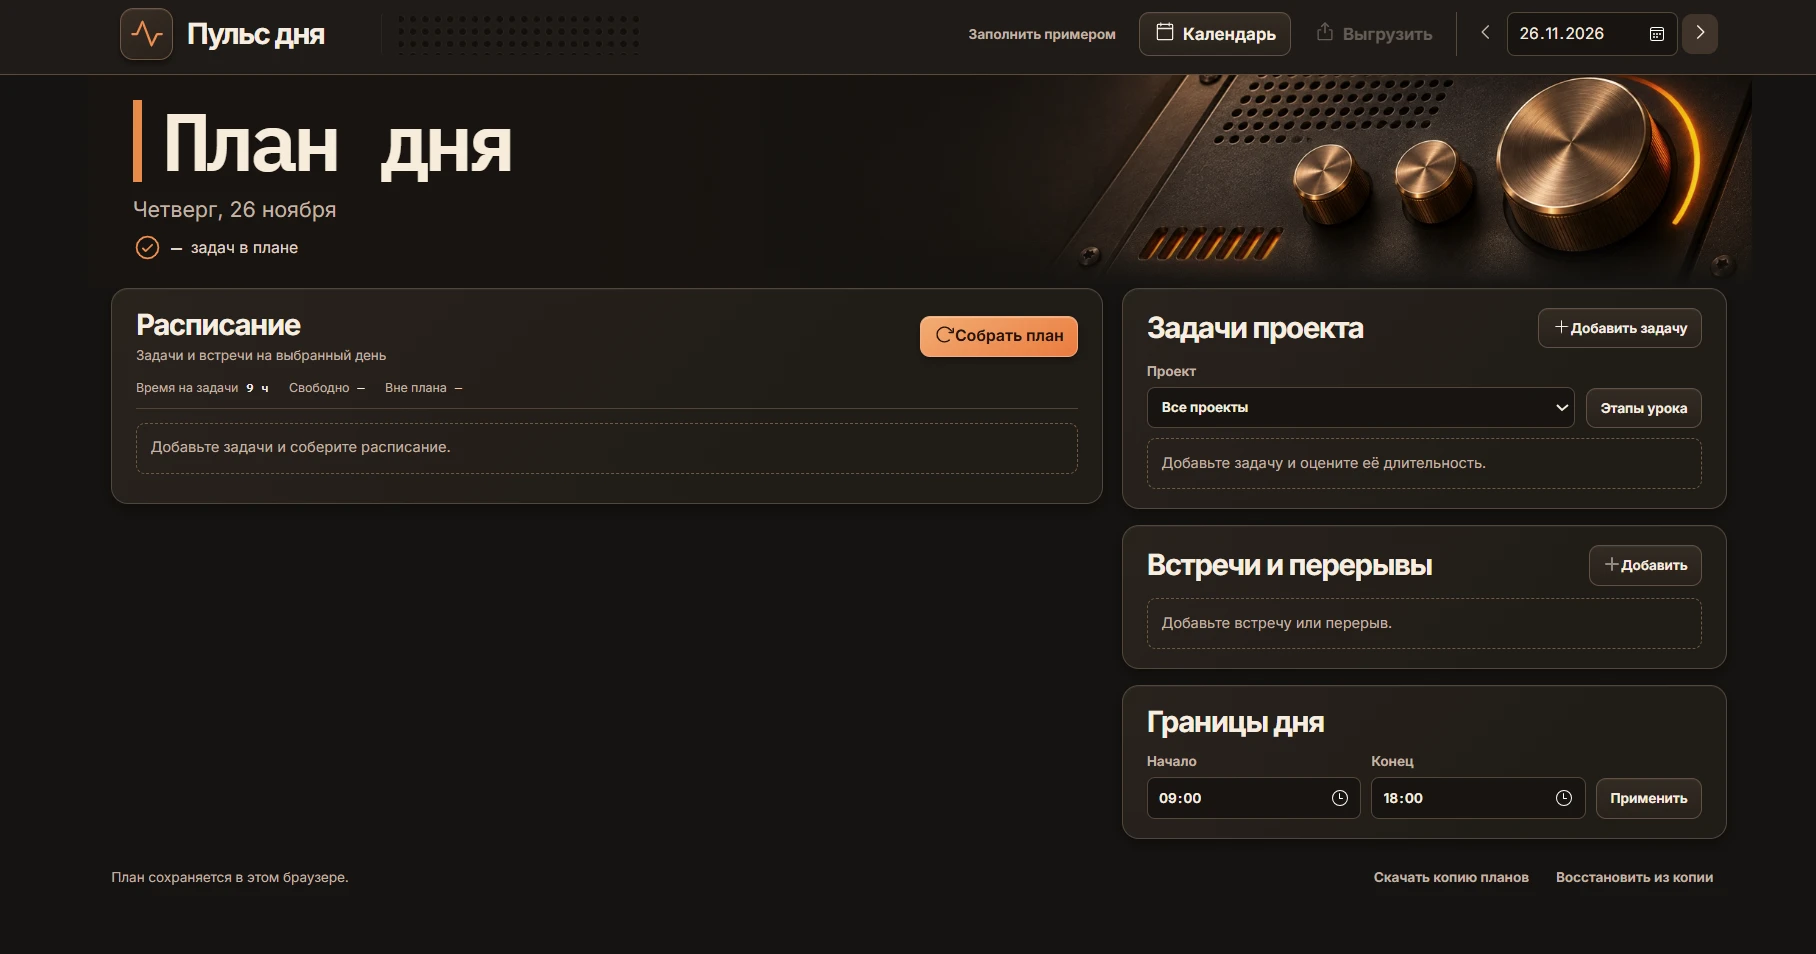 Пульс дня
Заполнить примером
Календарь
Выгрузить
26.11.2026
План дня
Четверг, 26 ноября
— задач в плане
Расписание
Задачи и встречи на выбранный день
Собрать план
Время на задачи 9 ч Свободно — Вне плана —
Добавьте задачи и соберите расписание.
Задачи проекта
Добавить задачу
Проект
Все проекты
Этапы урока
Добавьте задачу и оцените её длительность.
Встречи и перерывы
Добавить
Добавьте встречу или перерыв.
Границы дня
Начало Конец
09:00 18:00 Применить
План сохраняется в этом браузере.
Скачать копию планов Восстановить из копии